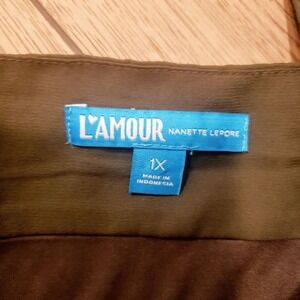 L'AMOUR NANETTE LEPORE
1X
MADE IN
INDONESIA